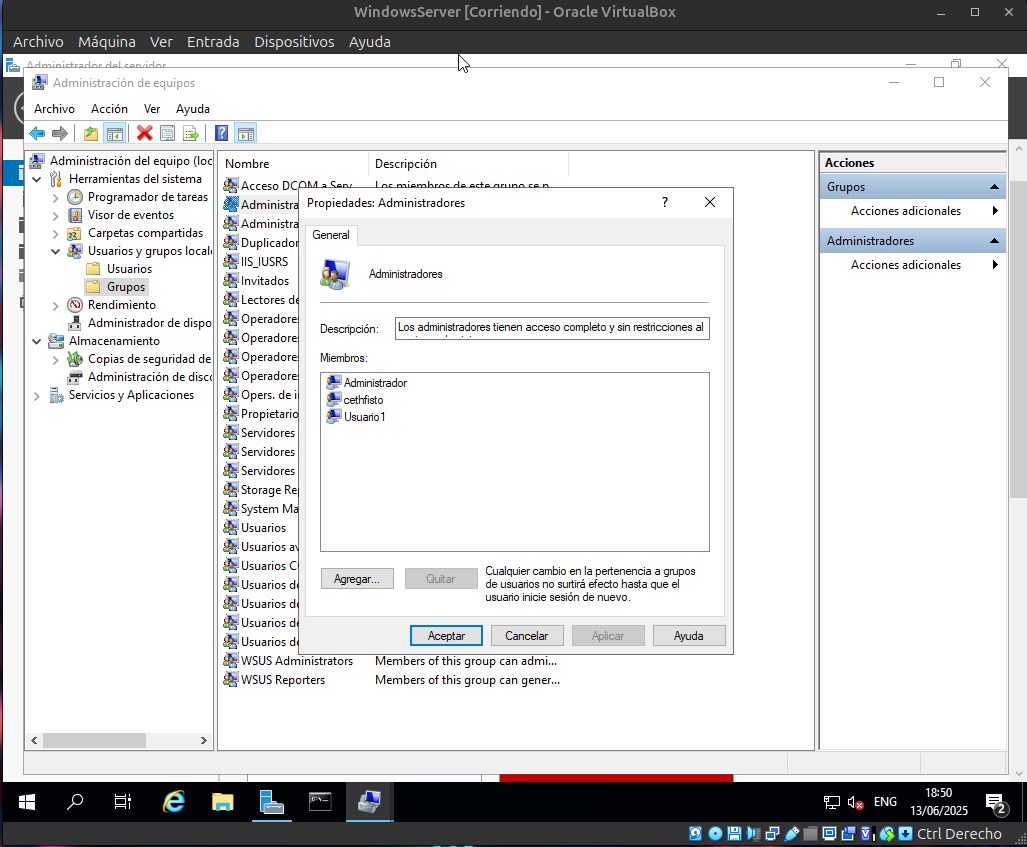 WindowsServer [Corriendo] - Oracle VirtualBox
Archivo Máquina Ver Entrada Dispositivos Ayuda
Administrador del servidor
Administración de equipos
Archivo Acción Ver Ayuda
Administración del equipo (loc
Herramientas del sistema
Programador de tareas
Visor de eventos
Carpetas compartidas
Usuarios y grupos locale
Usuarios
Grupos
Rendimiento
Administrador de dispo
Almacenamiento
Copias de seguridad de
Administración de disco
Servicios y Aplicaciones
Nombre Descripción
Acceso DCOM a Serv... Los miembros de este grupo se p...
Administra
Administra
Duplicador
IIS_IUSRS
Invitados
Lectores de
Operadores
Operadores
Operadores
Operadores
Opers. de i
Propietario
Servidores
Servidores
Servidores
Storage Re
System Ma
Usuarios
Usuarios av
Usuarios CO
Usuarios de
Usuarios de
Usuarios de
Usuarios de
WSUS Administrators Members of this group can admi...
WSUS Reporters Members of this group can gener...
Propiedades: Administradores
?
General
Administradores
Descripción: Los administradores tienen acceso completo y sin restricciones al
Miembros:
Administrador
cethfisto
Usuario1
Agregar... Quitar
Cualquier cambio en la pertenencia a grupos
de usuarios no surtirá efecto hasta que el
usuario inicie sesión de nuevo.
Aceptar Cancelar Aplicar Ayuda
Acciones
Grupos
Acciones adicionales
Administradores
Acciones adicionales
ENG
18:50
13/06/2025
2
Ctrl Derecho